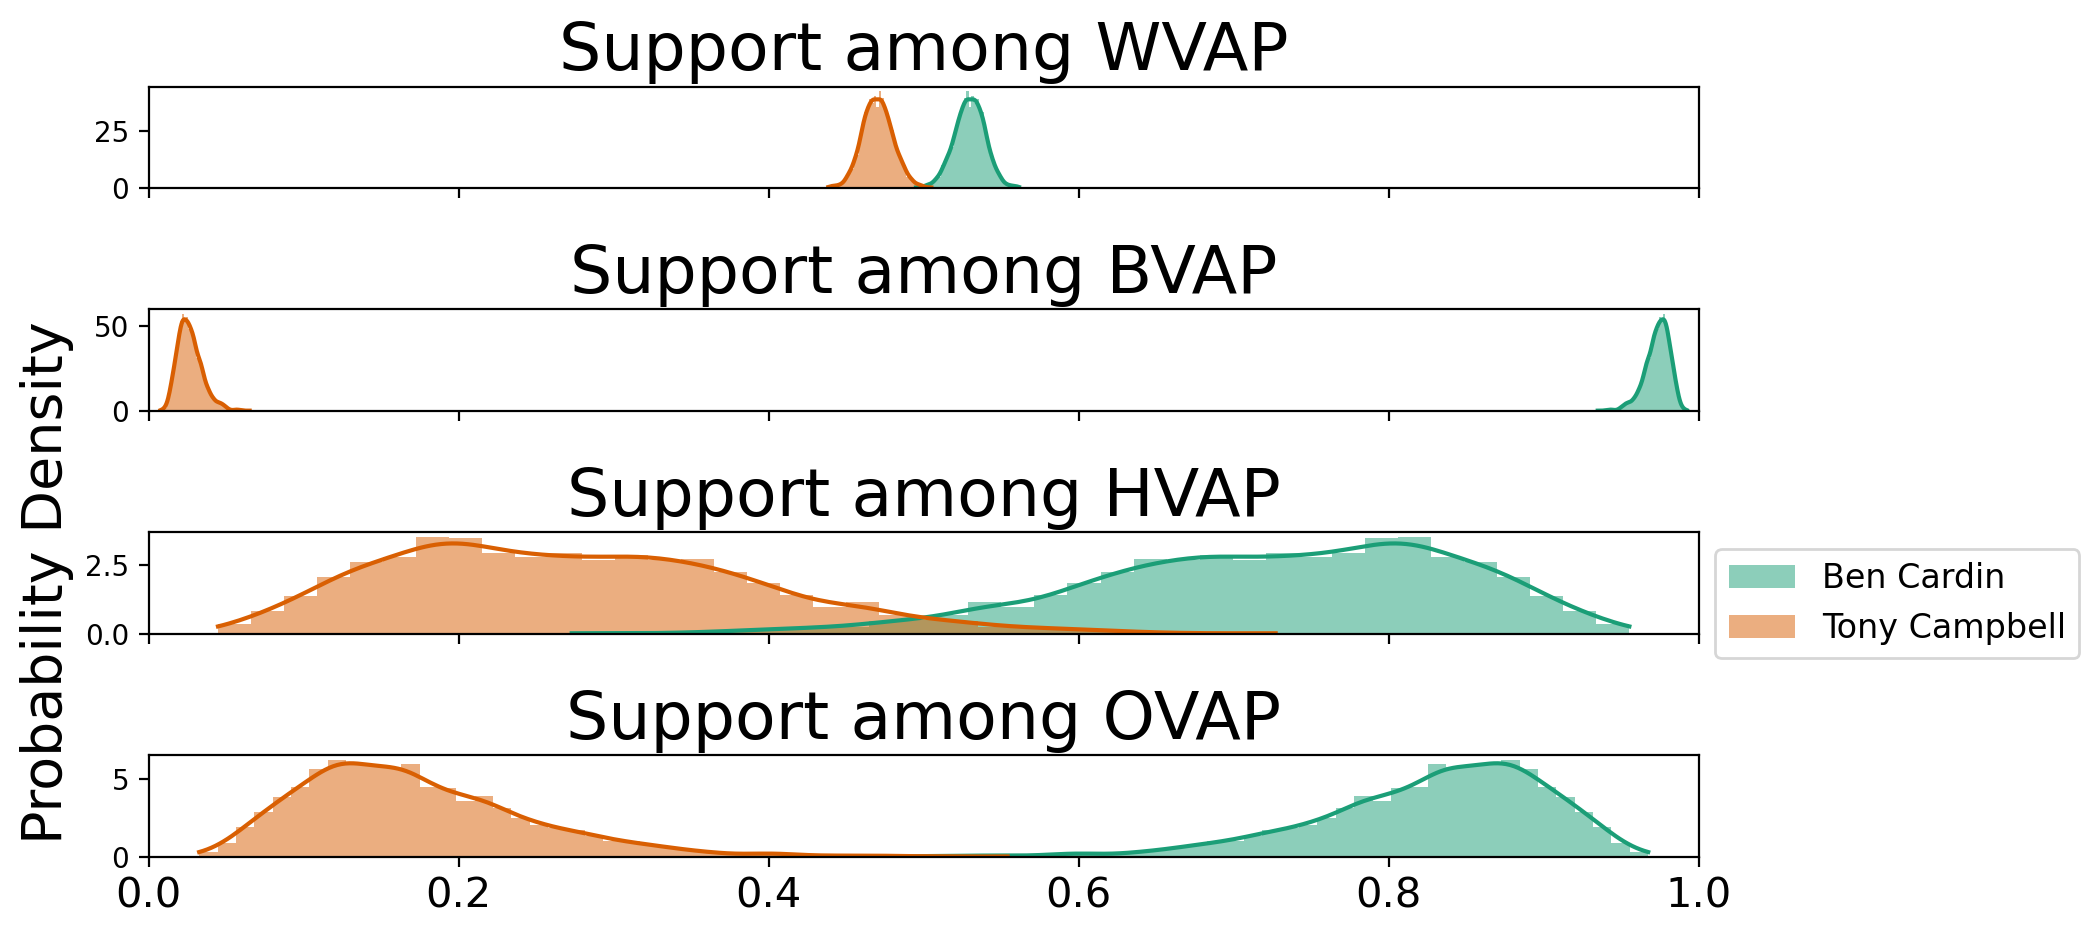 Support among WVAP
25
0
Support among BVAP
50
0
Support among HVAP
2.5
0.0
Support among OVAP
5
0
0.0 0.2 0.4 0.6 0.8 1.0
Probability Density
Ben Cardin
Tony Campbell